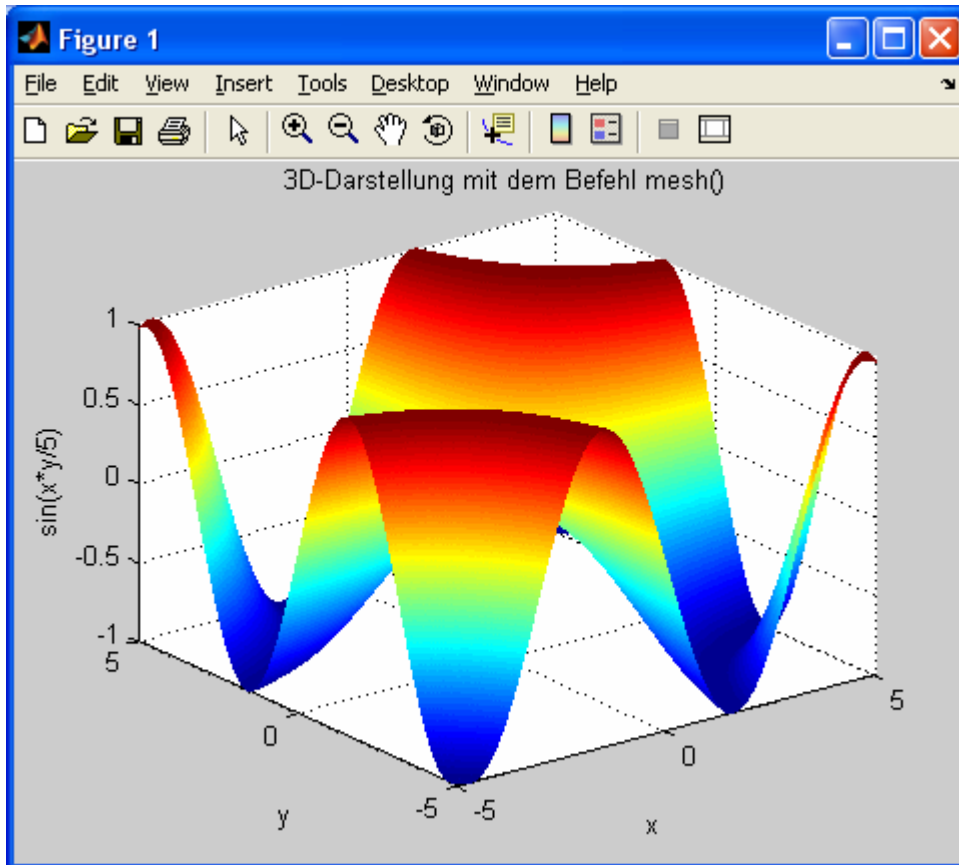 Figure 1
File Edit View Insert Tools Desktop Window Help
3D-Darstellung mit dem Befehl mesh()
1
0.5
0
-0.5
-1
sin(x*y/5)
5
0
-5
y
-5
0
5
x